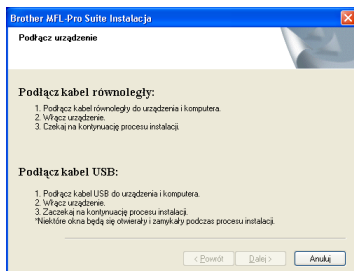 Brother MFL-Pro Suite Instalacja
Podłącz urządzenie
Podłącz kabel równoległy:
1. Podłącz kabel równoległy do urządzenia i komputera.
2. Włącz urządzenie.
3. Czekaj na kontynuację procesu instalacji.
Podłącz kabel USB:
1. Podłącz kabel USB do urządzenia i komputera.
2. Włącz urządzenie.
3. Zaczekaj na kontynuację procesu instalacji.
*Niektóre okna będą się otwierały i zamykały podczas procesu instalacji.
< Powrót Dalej > Anuluj